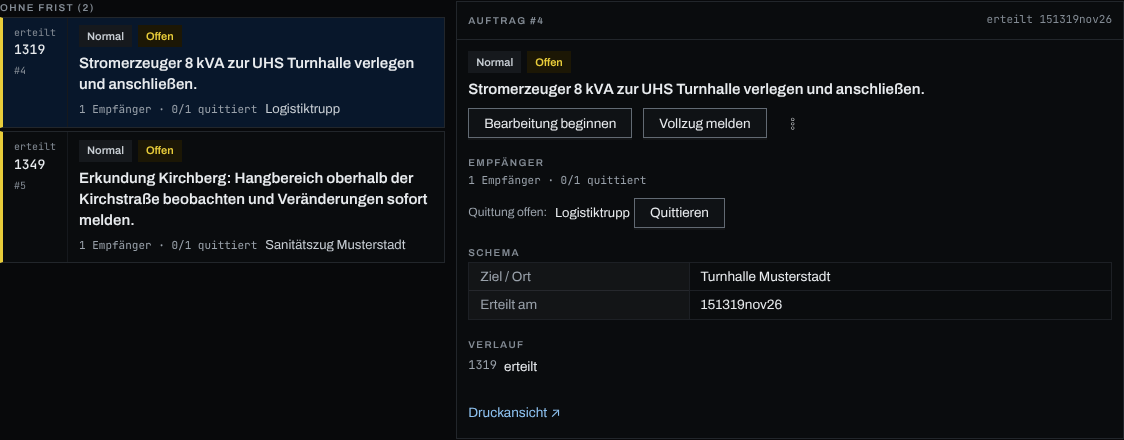 OHNE FRIST (2)
erteilt
1319
#4
Normal Offen
Stromerzeuger 8 kVA zur UHS Turnhalle verlegen
und anschließen.
1 Empfänger · 0/1 quittiert Logistiktrupp
erteilt
1349
#5
Normal Offen
Erkundung Kirchberg: Hangbereich oberhalb der
Kirchstraße beobachten und Veränderungen sofort
melden.
1 Empfänger · 0/1 quittiert Sanitätszug Musterstadt
AUFTRAG #4 erteilt 151319nov26
Normal Offen
Stromerzeuger 8 kVA zur UHS Turnhalle verlegen und anschließen.
Bearbeitung beginnen Vollzug melden
EMPFÄNGER
1 Empfänger · 0/1 quittiert
Quittung offen: Logistiktrupp Quittieren
SCHEMA
Ziel / Ort Turnhalle Musterstadt
Erteilt am 151319nov26
VERLAUF
1319 erteilt
Druckansicht ↗